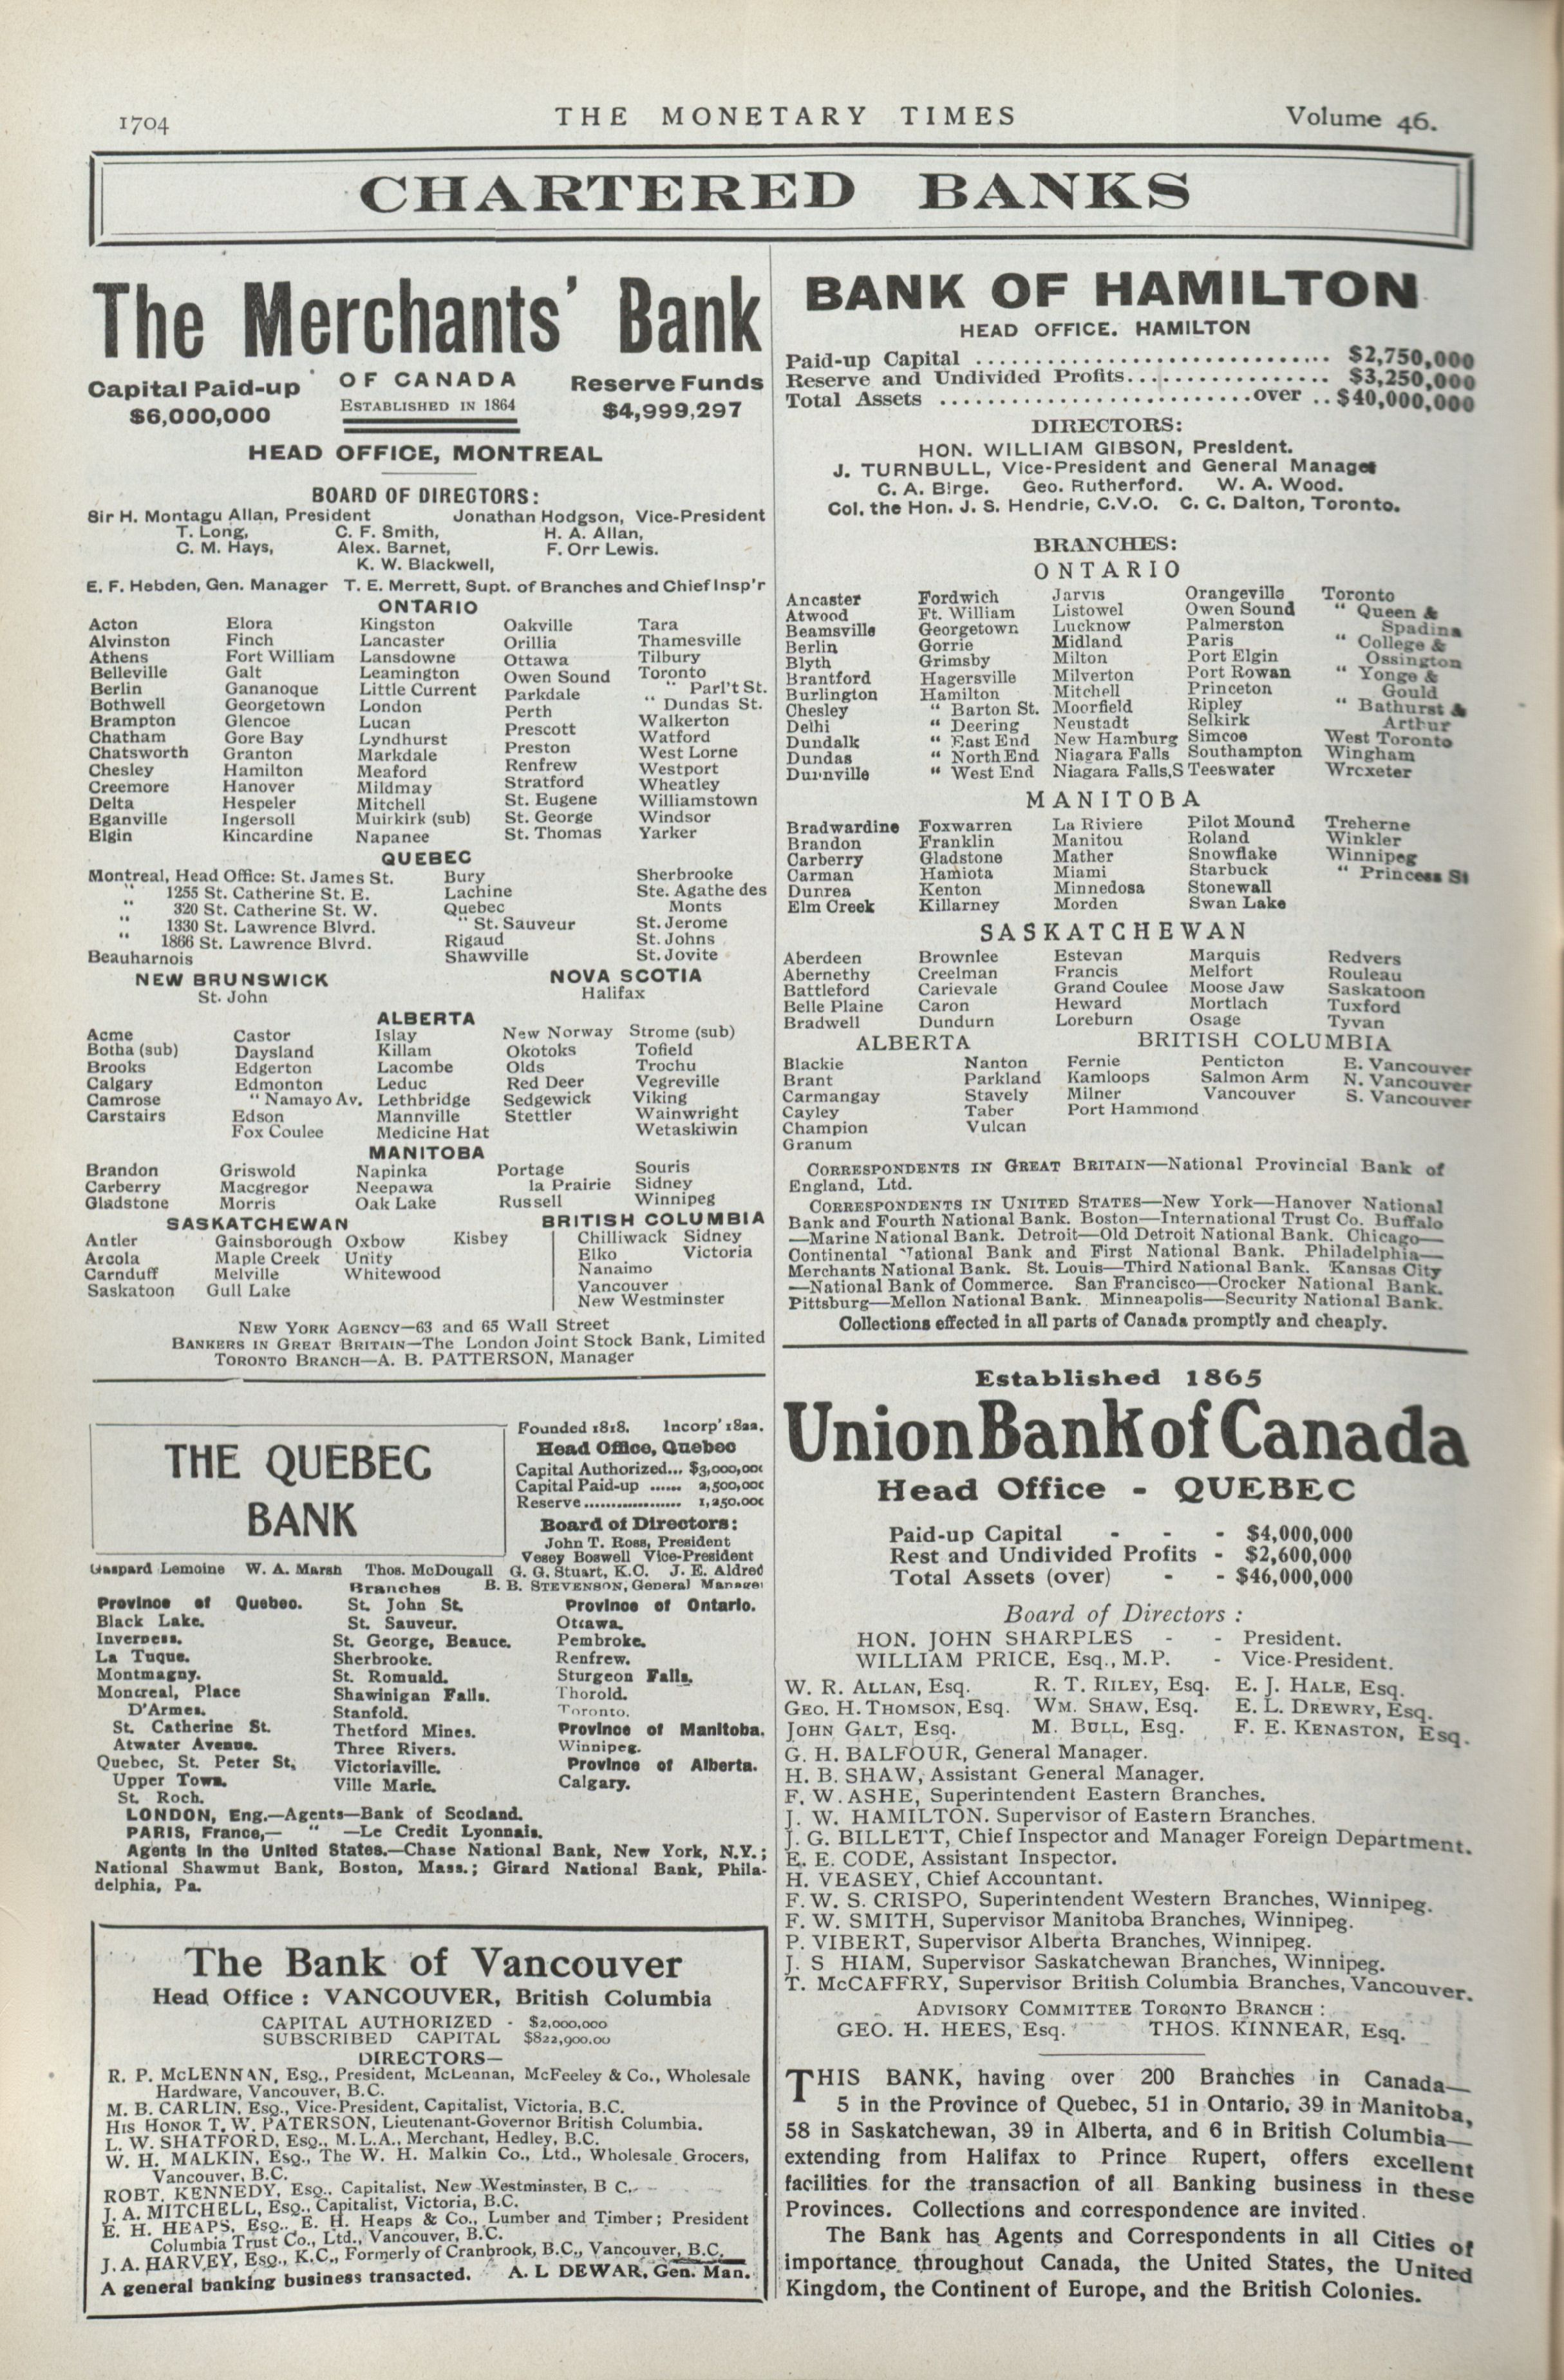 1704
THE MONETARY TIMES
Volume 46.
CHARTERED BANKS
The Merchants' Bank
Capital Paid-up
$6,000,000
OF CANADA
ESTABLISHED IN 1864
Reserve Funds
$4,999,297
HEAD OFFICE, MONTREAL
BOARD OF DIRECTORS:
Sir H. Montagu Allan, President Jonathan Hodgson, Vice-President
T. Long, C. F. Smith, H. A. Allan,
C. M. Hays, Alex. Barnet, F. Orr Lewis.
K. W. Blackwell,
E. F. Hebden, Gen. Manager T. E. Merrett, Supt. of Branches and Chief Insp'r
ONTARIO
Acton Elora Kingston Oakville Tara
Alvinston Finch Lancaster Orillia Thamesville
Athens Fort William Lansdowne Ottawa Tilbury
Belleville Galt Leamington Owen Sound Toronto
Berlin Gananoque Little Current Parkdale " Parl't St.
Bothwell Georgetown London Perth " Dundas St.
Brampton Glencoe Lucan Prescott Walkerton
Chatham Gore Bay Lyndhurst Preston Watford
Chatsworth Granton Markdale Renfrew West Lorne
Chesley Hamilton Meaford Stratford Westport
Creemore Hanover Mildmay St. Eugene Wheatley
Delta Hespeler Mitchell St. George Williamstown
Eganville Ingersoll Muirkirk (sub) St. Thomas Windsor
Elgin Kincardine Napanee Yarker
QUEBEC
Montreal, Head Office: St. James St. Bury Sherbrooke
" 1255 St. Catherine St. E. Lachine Ste. Agathe des
" 320 St. Catherine St. W. Quebec Monts
" 1330 St. Lawrence Blvrd. " St. Sauveur St. Jerome
" 1866 St. Lawrence Blvrd. Rigaud St. Johns
Beauharnois Shawville St. Jovite
NEW BRUNSWICK NOVA SCOTIA
St. John Halifax
ALBERTA
Acme Castor Islay New Norway Strome (sub)
Botha (sub) Daysland Killam Okotoks Tofield
Brooks Edgerton Lacombe Olds Trochu
Calgary Edmonton Leduc Red Deer Vegreville
Camrose " Namayo Av. Lethbridge Sedgewick Viking
Carstairs Edson Mannville Stettler Wainwright
Fox Coulee Medicine Hat Wetaskiwin
MANITOBA
Brandon Griswold Napinka Portage Souris
Carberry Macgregor Neepawa la Prairie Sidney
Gladstone Morris Oak Lake Russell Winnipeg
SASKATCHEWAN BRITISH COLUMBIA
Antler Gainsborough Oxbow Kisbey Chilliwack Sidney
Arcola Maple Creek Unity Elko Victoria
Carnduff Melville Whitewood Nanaimo
Saskatoon Gull Lake Vancouver
New Westminster
NEW YORK AGENCY—63 and 65 Wall Street
BANKERS IN GREAT BRITAIN—The London Joint Stock Bank, Limited
TORONTO BRANCH—A. B. PATTERSON, Manager
THE QUEBEC
BANK
Founded 1818. Incorp' 1822.
Head Office, Quebec
Capital Authorized... $3,000,000
Capital Paid-up ...... 2,500,000
Reserve.................. 1,250,000
Board of Directors:
John T. Ross, President
Vesey Boswell Vice-President
Gaspard Lemoine W. A. Marsh Thos. McDougall G. G. Stuart, K.C. J. E. Aldred
Branches B. B. STEVENSON, General Manager
Province of Quebec. St. John St. Province of Ontario.
Black Lake. St. Sauveur. Ottawa.
Inverness. St. George, Beauce. Pembroke.
La Tuque. Sherbrooke. Renfrew.
Montmagny. St. Romuald. Sturgeon Falls.
Montreal, Place Shawinigan Falls. Thorold.
D'Armes. Stanfold. Toronto.
St. Catherine St. Thetford Mines. Province of Manitoba.
Atwater Avenue. Three Rivers. Winnipeg.
Quebec, St. Peter St, Victoriaville. Province of Alberta.
Upper Town. Ville Marie. Calgary.
St. Roch.
LONDON, Eng.—Agents—Bank of Scotland.
PARIS, France,— " —Le Credit Lyonnais.
Agents in the United States.—Chase National Bank, New York, N.Y.;
National Shawmut Bank, Boston, Mass.; Girard National Bank, Phila-
delphia, Pa.
The Bank of Vancouver
Head Office : VANCOUVER, British Columbia
CAPITAL AUTHORIZED - $2,000,000
SUBSCRIBED CAPITAL $822,900.00
DIRECTORS—
R. P. McLENNAN, Esq., President, McLennan, McFeeley & Co., Wholesale
Hardware, Vancouver, B.C.
M. B. CARLIN, Esq., Vice-President, Capitalist, Victoria, B.C.
His HONOR T. W. PATERSON, Lieutenant-Governor British Columbia.
L. W. SHATFORD, Esq., M.L.A., Merchant, Hedley, B.C.
W. H. MALKIN, Esq., The W. H. Malkin Co., Ltd., Wholesale Grocers,
Vancouver, B.C.
ROBT. KENNEDY, Esq., Capitalist, New Westminster, B C.
J. A. MITCHELL, Esq., Capitalist, Victoria, B.C.
E. H. HEAPS, Esq., E. H. Heaps & Co., Lumber and Timber; President
Columbia Trust Co., Ltd., Vancouver, B.C.
J. A. HARVEY, Esq., K.C., Formerly of Cranbrook, B.C., Vancouver, B.C.
A general banking business transacted. A. L DEWAR, Gen. Man.
BANK OF HAMILTON
HEAD OFFICE. HAMILTON
Paid-up Capital .............................. $2,750,000
Reserve and Undivided Profits.................. $3,250,000
Total Assets ..........................over .. $40,000,000
DIRECTORS:
HON. WILLIAM GIBSON, President.
J. TURNBULL, Vice-President and General Manager
C. A. Birge. Geo. Rutherford. W. A. Wood.
Col. the Hon. J. S. Hendrie, C.V.O. C. C. Dalton, Toronto.
BRANCHES:
ONTARIO
Ancaster Fordwich Jarvis Orangeville Toronto
Atwood Ft. William Listowel Owen Sound " Queen &
Beamsville Georgetown Lucknow Palmerston Spadina
Berlin Gorrie Midland Paris " College &
Blyth Grimsby Milton Port Elgin Ossington
Brantford Hagersville Milverton Port Rowan " Yonge &
Burlington Hamilton Mitchell Princeton Gould
Chesley " Barton St. Moorfield Ripley " Bathurst &
Delhi " Deering Neustadt Selkirk Arthur
Dundalk " East End New Hamburg Simcoe West Toronto
Dundas " North End Niagara Falls Southampton Wingham
Dunnville " West End Niagara Falls,S Teeswater Wroxeter
MANITOBA
Bradwardine Foxwarren La Riviere Pilot Mound Treherne
Brandon Franklin Manitou Roland Winkler
Carberry Gladstone Mather Snowflake Winnipeg
Carman Hamiota Miami Starbuck " Princess St
Dunrea Kenton Minnedosa Stonewall
Elm Creek Killarney Morden Swan Lake
SASKATCHEWAN
Aberdeen Brownlee Estevan Marquis Redvers
Abernethy Creelman Francis Melfort Rouleau
Battleford Carievale Grand Coulee Moose Jaw Saskatoon
Belle Plaine Caron Heward Mortlach Tuxford
Bradwell Dundurn Loreburn Osage Tyvan
ALBERTA BRITISH COLUMBIA
Blackie Nanton Fernie Penticton E. Vancouver
Brant Parkland Kamloops Salmon Arm N. Vancouver
Carmangay Stavely Milner Vancouver S. Vancouver
Cayley Taber Port Hammond
Champion Vulcan
Granum
CORRESPONDENTS IN GREAT BRITAIN—National Provincial Bank of
England, Ltd.
CORRESPONDENTS IN UNITED STATES—New York—Hanover National
Bank and Fourth National Bank. Boston—International Trust Co. Buffalo
—Marine National Bank. Detroit—Old Detroit National Bank. Chicago—
Continental National Bank and First National Bank. Philadelphia—
Merchants National Bank. St. Louis—Third National Bank. Kansas City
—National Bank of Commerce. San Francisco—Crocker National Bank.
Pittsburg—Mellon National Bank. Minneapolis—Security National Bank.
Collections effected in all parts of Canada promptly and cheaply.
Established 1865
Union Bank of Canada
Head Office - QUEBEC
Paid-up Capital - - - $4,000,000
Rest and Undivided Profits - $2,600,000
Total Assets (over) - - $46,000,000
Board of Directors :
HON. JOHN SHARPLES - - President.
WILLIAM PRICE, Esq., M.P. - Vice-President.
W. R. ALLAN, Esq. R. T. RILEY, Esq. E. J. HALE, Esq.
GEO. H. THOMSON, Esq. WM. SHAW, Esq. E. L. DREWRY, Esq.
JOHN GALT, Esq. M. BULL, Esq. F. E. KENASTON, Esq.
G. H. BALFOUR, General Manager.
H. B. SHAW, Assistant General Manager.
F. W. ASHE, Superintendent Eastern Branches.
J. W. HAMILTON. Supervisor of Eastern Branches.
J. G. BILLETT, Chief Inspector and Manager Foreign Department.
E. E. CODE, Assistant Inspector.
H. VEASEY, Chief Accountant.
F. W. S. CRISPO, Superintendent Western Branches, Winnipeg.
F. W. SMITH, Supervisor Manitoba Branches, Winnipeg.
P. VIBERT, Supervisor Alberta Branches, Winnipeg.
J. S HIAM, Supervisor Saskatchewan Branches, Winnipeg.
T. McCAFFRY, Supervisor British Columbia Branches, Vancouver.
ADVISORY COMMITTEE TORONTO BRANCH :
GEO. H. HEES, Esq. THOS. KINNEAR, Esq.
THIS BANK, having over 200 Branches in Canada—
5 in the Province of Quebec, 51 in Ontario, 39 in Manitoba,
58 in Saskatchewan, 39 in Alberta, and 6 in British Columbia—
extending from Halifax to Prince Rupert, offers excellent
facilities for the transaction of all Banking business in these
Provinces. Collections and correspondence are invited.
The Bank has Agents and Correspondents in all Cities of
importance throughout Canada, the United States, the United
Kingdom, the Continent of Europe, and the British Colonies.